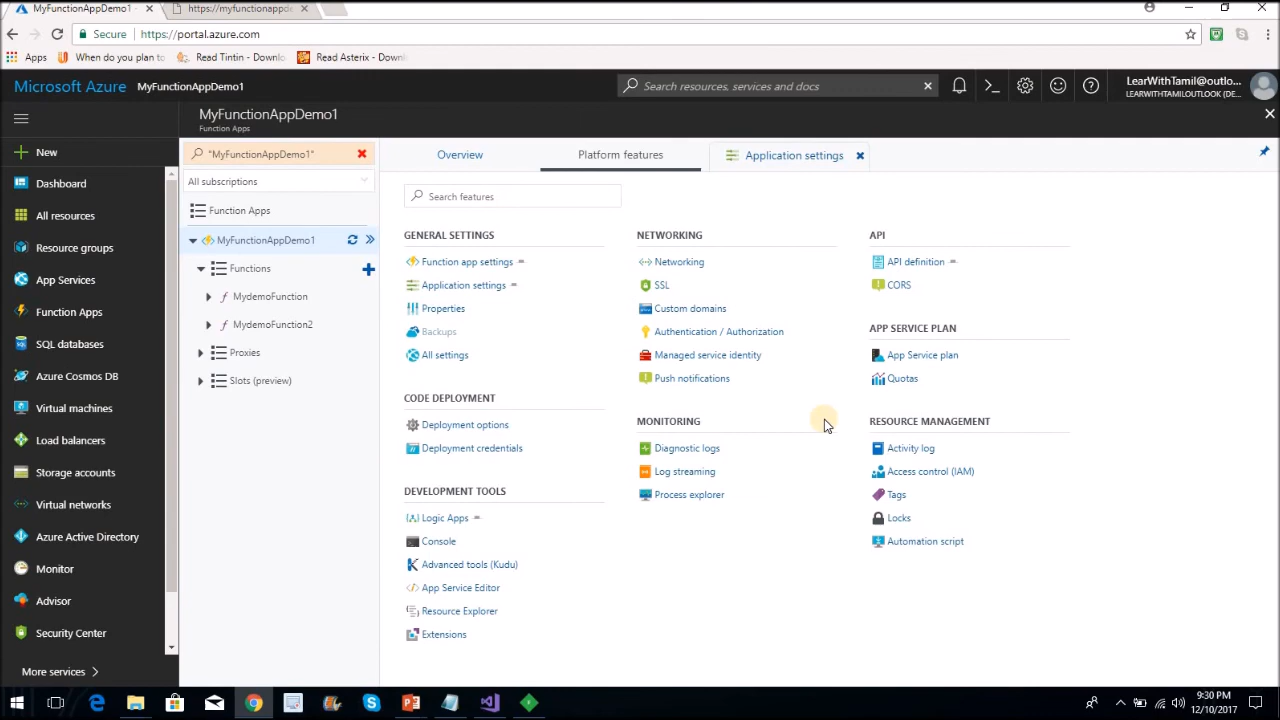 MyFunctionAppDemo1 -
https://myfunctionappde
Secure
https://portal.azure.com
Apps
When do you plan to
Read Tintin - Downlo
Read Asterix - Downl
Microsoft Azure
MyFunctionAppDemo1
Search resources, services and docs
LearWithTamil@outlo...
LEARWITHTAMILOUTLOOK (DE...
MyFunctionAppDemo1
Function Apps
New
Dashboard
All resources
Resource groups
App Services
Function Apps
SQL databases
Azure Cosmos DB
Virtual machines
Load balancers
Storage accounts
Virtual networks
Azure Active Directory
Monitor
Advisor
Security Center
More services
"MyFunctionAppDemo1"
All subscriptions
Function Apps
MyFunctionAppDemo1
Functions
MydemoFunction
MydemoFunction2
Proxies
Slots (preview)
Overview
Platform features
Application settings
Search features
GENERAL SETTINGS
Function app settings
Application settings
Properties
Backups
All settings
CODE DEPLOYMENT
Deployment options
Deployment credentials
DEVELOPMENT TOOLS
Logic Apps
Console
Advanced tools (Kudu)
App Service Editor
Resource Explorer
Extensions
NETWORKING
Networking
SSL
Custom domains
Authentication / Authorization
Managed service identity
Push notifications
MONITORING
Diagnostic logs
Log streaming
Process explorer
API
API definition
CORS
APP SERVICE PLAN
App Service plan
Quotas
RESOURCE MANAGEMENT
Activity log
Access control (IAM)
Tags
Locks
Automation script
9:30 PM
12/10/2017